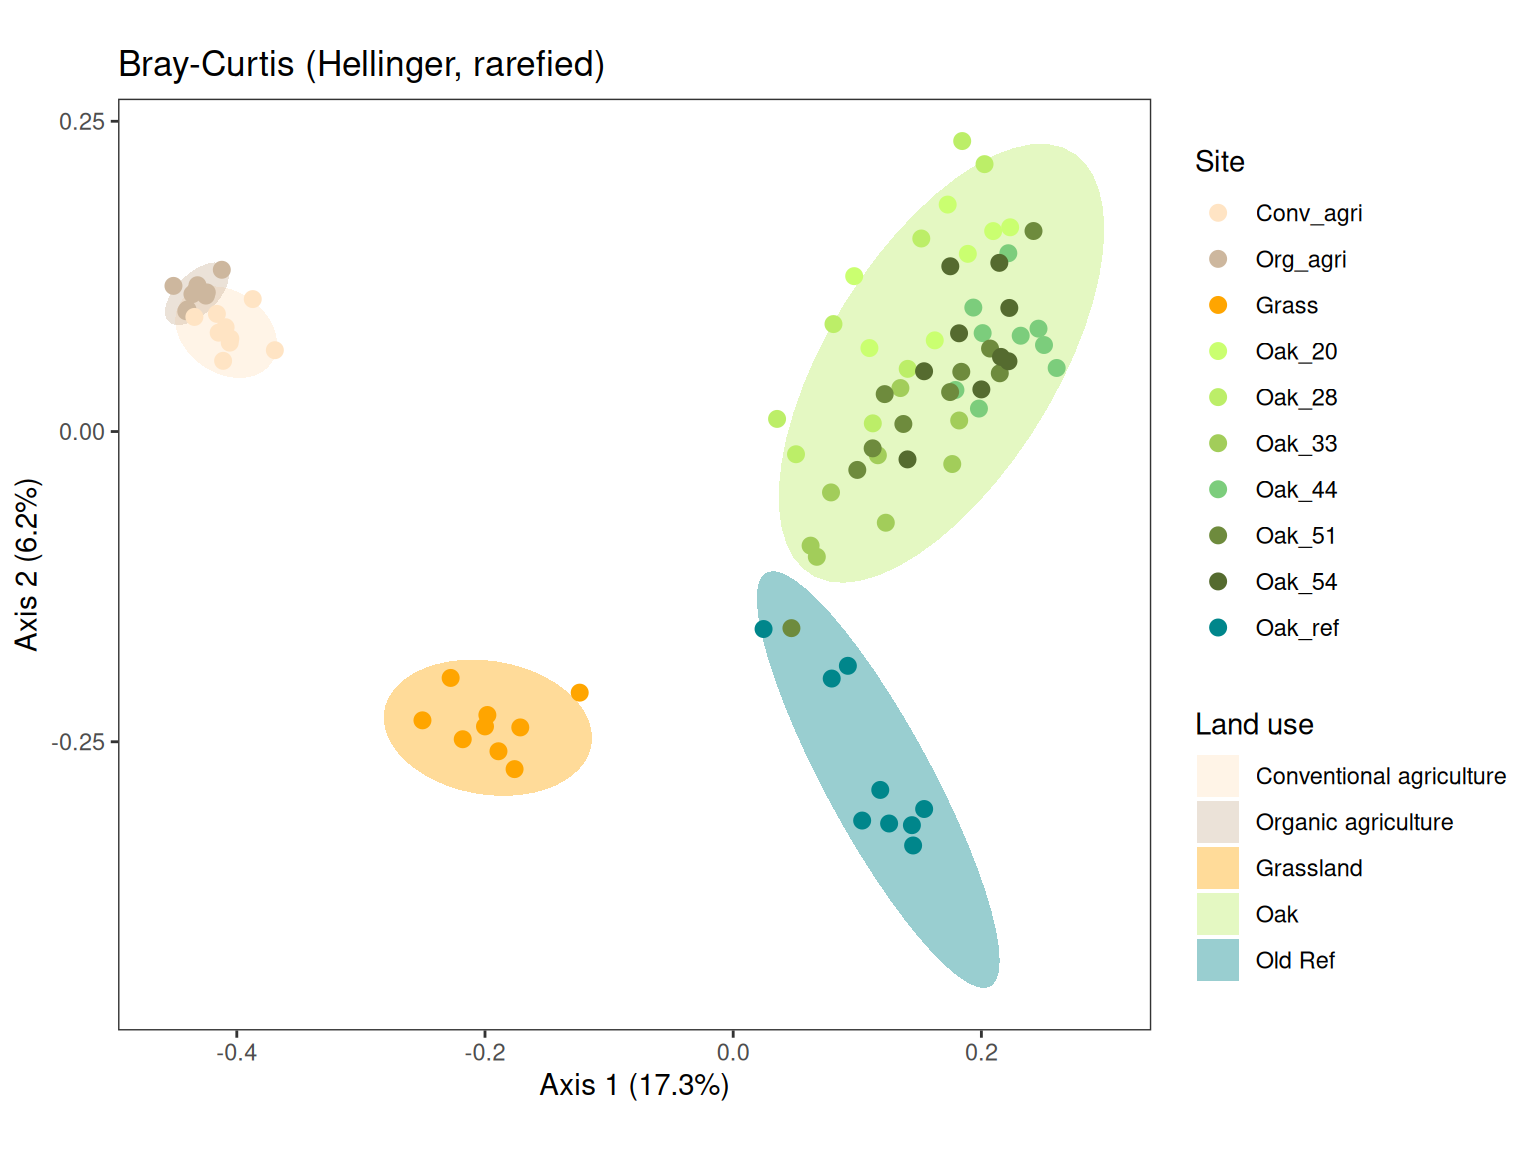 Bray-Curtis (Hellinger, rarefied)
0.25
0.00
-0.25
Axis 2 (6.2%)
-0.4
-0.2
0.0
0.2
Axis 1 (17.3%)
Site
Conv_agri
Org_agri
Grass
Oak_20
Oak_28
Oak_33
Oak_44
Oak_51
Oak_54
Oak_ref
Land use
Conventional agriculture
Organic agriculture
Grassland
Oak
Old Ref